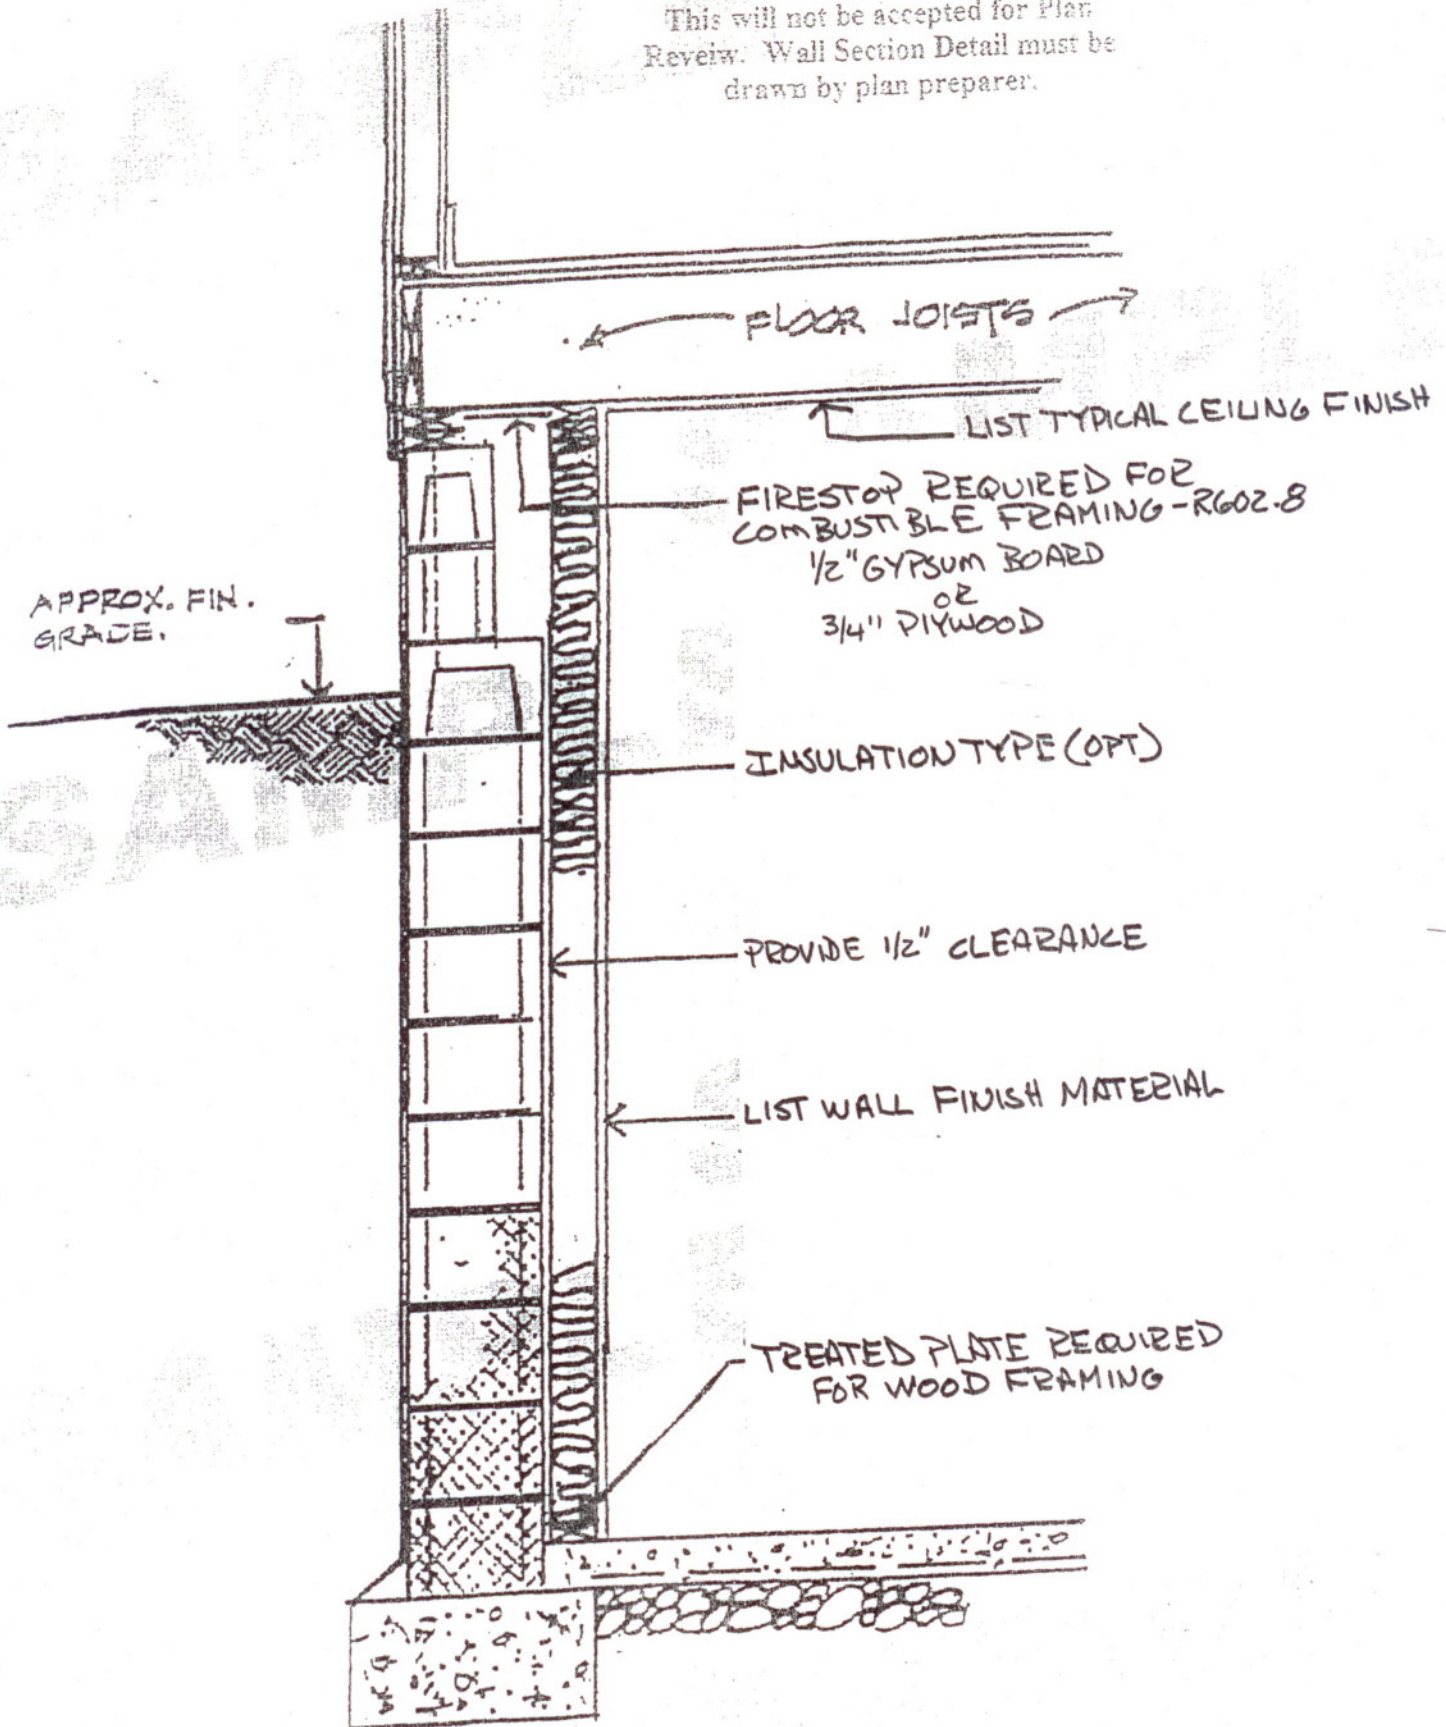 This will not be accepted for Plan
Reveiw. Wall Section Detail must be
drawn by plan preparer.
FLOOR JOISTS
LIST TYPICAL CEILING FINISH
FIRESTOP REQUIRED FOR
COMBUSTIBLE FRAMING-R602.8
1/2" GYPSUM BOARD
OR
3/4" PLYWOOD
APPROX. FIN.
GRADE.
INSULATION TYPE (OPT)
PROVIDE 1/2" CLEARANCE
LIST WALL FINISH MATERIAL
TREATED PLATE REQUIRED
FOR WOOD FRAMING
SAMPLE